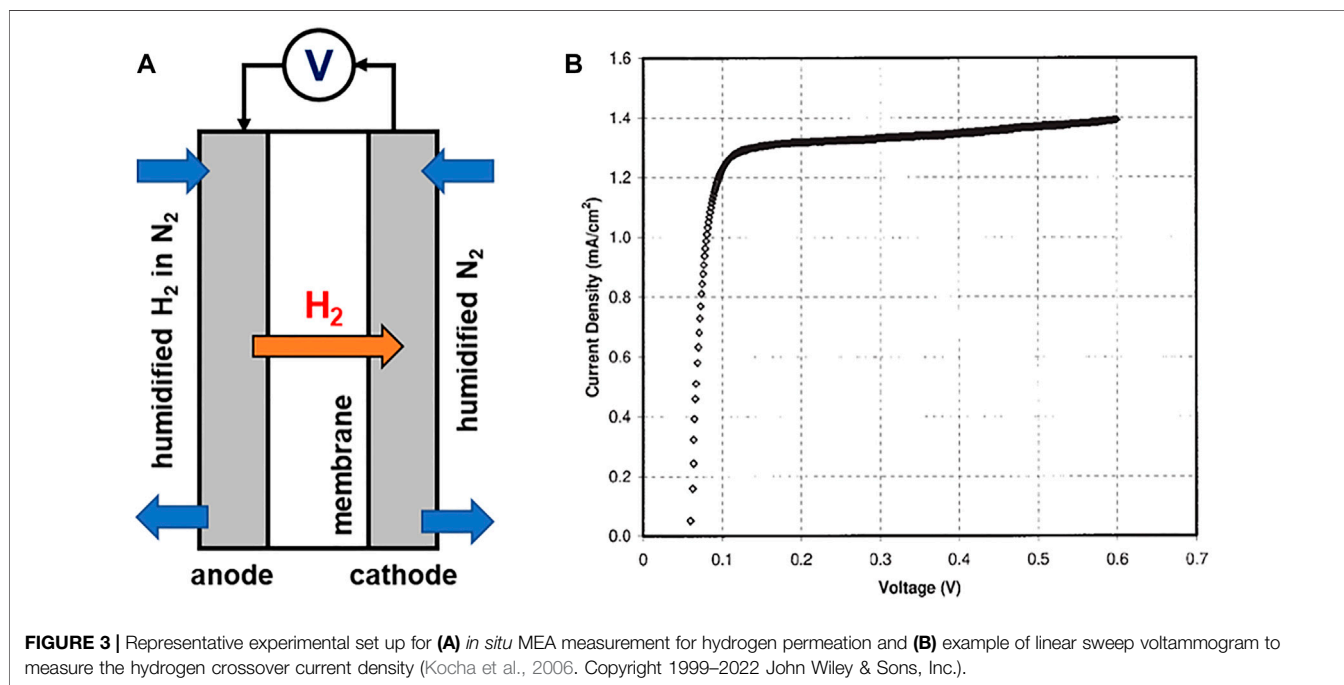 A
V
humidified H2 in N2
H2
membrane
humidified N2
anode
cathode
B
1.6
1.4
1.2
1.0
0.8
0.6
0.4
0.2
0.0
Current Density (mA/cm2)
0
0.1
0.2
0.3
0.4
0.5
0.6
0.7
Voltage (V)
FIGURE 3 | Representative experimental set up for (A) in situ MEA measurement for hydrogen permeation and (B) example of linear sweep voltammogram to
measure the hydrogen crossover current density (Kocha et al., 2006. Copyright 1999–2022 John Wiley & Sons, Inc.).